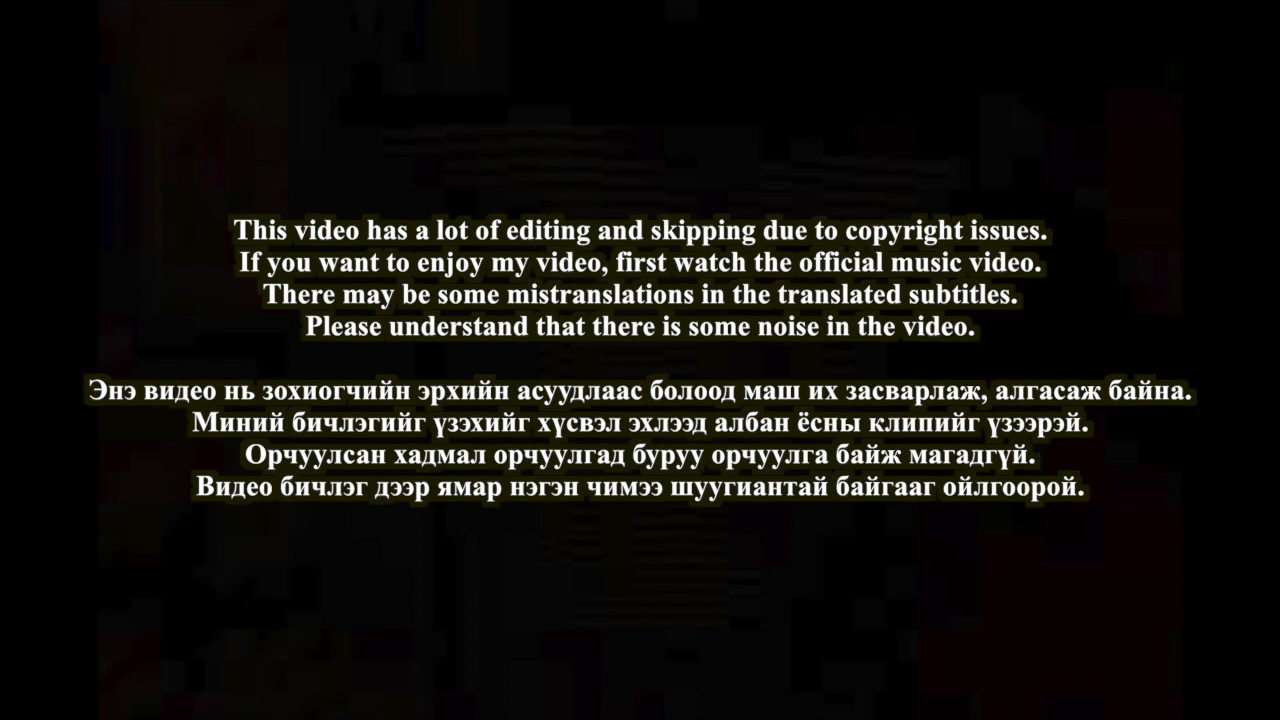 This video has a lot of editing and skipping due to copyright issues.
If you want to enjoy my video, first watch the official music video.
There may be some mistranslations in the translated subtitles.
Please understand that there is some noise in the video.
Энэ видео нь зохиогчийн эрхийн асуудлаас болоод маш их засварлаж, алгасаж байна.
Миний бичлэгийг үзэхийг хүсвэл эхлээд албан ёсны клипийг үзээрэй.
Орчуулсан хадмал орчуулгад буруу орчуулга байж магадгүй.
Видео бичлэг дээр ямар нэгэн чимээ шуугиантай байгааг ойлгоорой.